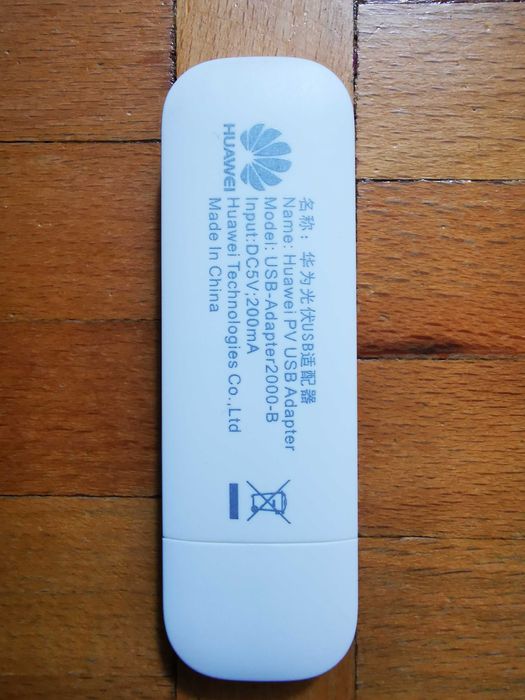 HUAWEI
名称：华为光伏USB适配器
Name: Huawei PV USB Adapter
Model: USB-Adapter2000-B
Input:DC5V;200mA
Huawei Technologies Co.,Ltd
Made In China